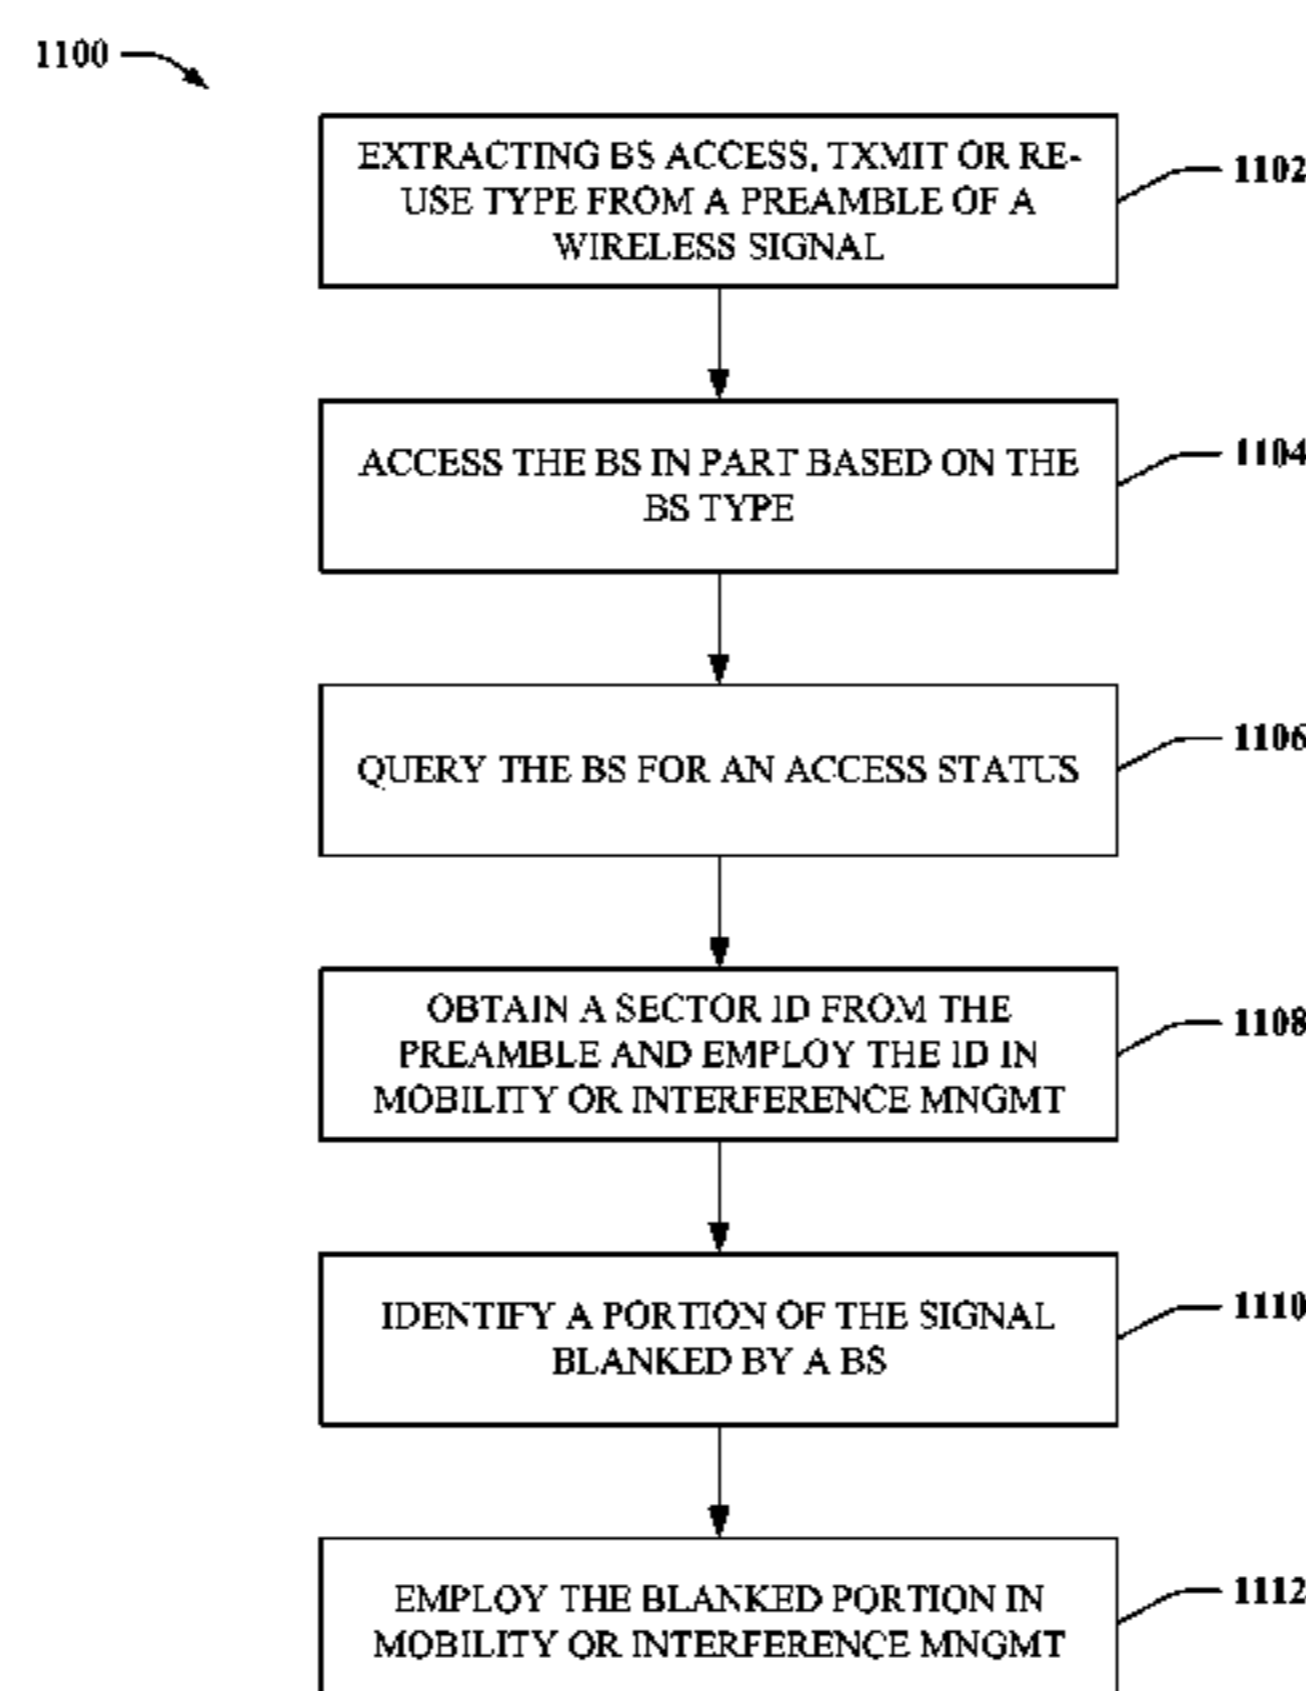 1100
EXTRACTING BS ACCESS, TXMIT OR RE-
USE TYPE FROM A PREAMBLE OF A
WIRELESS SIGNAL
1102
ACCESS THE BS IN PART BASED ON THE
BS TYPE
1104
QUERY THE BS FOR AN ACCESS STATUS
1106
OBTAIN A SECTOR ID FROM THE
PREAMBLE AND EMPLOY THE ID IN
MOBILITY OR INTERFERENCE MNGMT
1108
IDENTIFY A PORTION OF THE SIGNAL
BLANKED BY A BS
1110
EMPLOY THE BLANKED PORTION IN
MOBILITY OR INTERFERENCE MNGMT
1112